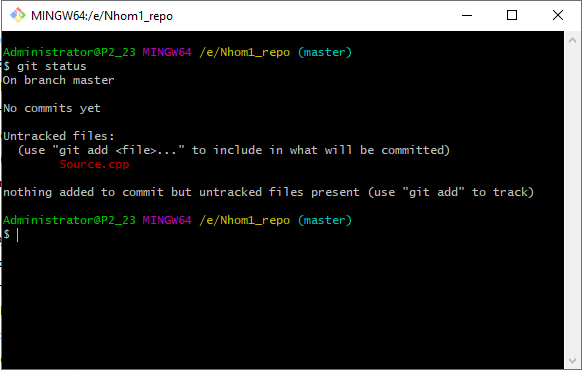 MINGW64:/e/Nhom1_repo
Administrator@P2_23 MINGW64 /e/Nhom1_repo (master)
$ git status
On branch master
No commits yet
Untracked files:
(use "git add <file>..." to include in what will be committed)
Source.cpp
nothing added to commit but untracked files present (use "git add" to track)
Administrator@P2_23 MINGW64 /e/Nhom1_repo (master)
$